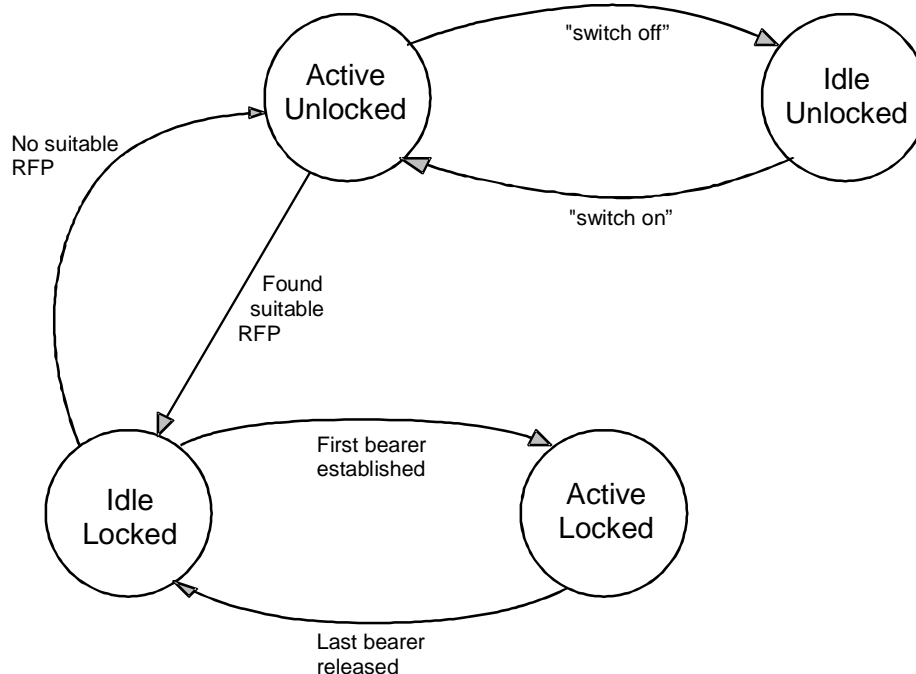 "switch off”
Active
Unlocked
Idle
Unlocked
No suitable
RFP
"switch on”
Found
suitable
RFP
First bearer
established
Idle
Locked
Active
Locked
Last bearer
released